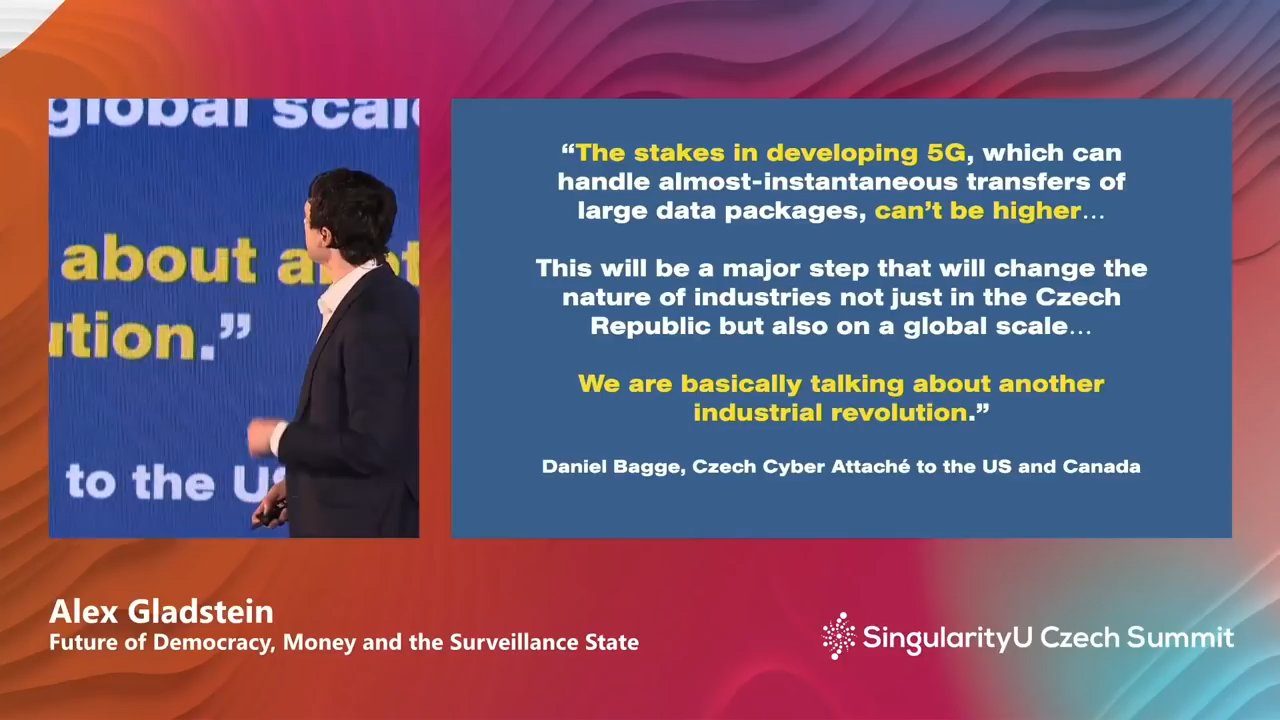 global scale
about anot
ution.”
to the US
“The stakes in developing 5G, which can
handle almost-instantaneous transfers of
large data packages, can’t be higher...
This will be a major step that will change the
nature of industries not just in the Czech
Republic but also on a global scale...
We are basically talking about another
industrial revolution.”
Daniel Bagge, Czech Cyber Attaché to the US and Canada
Alex Gladstein
Future of Democracy, Money and the Surveillance State
SingularityU Czech Summit